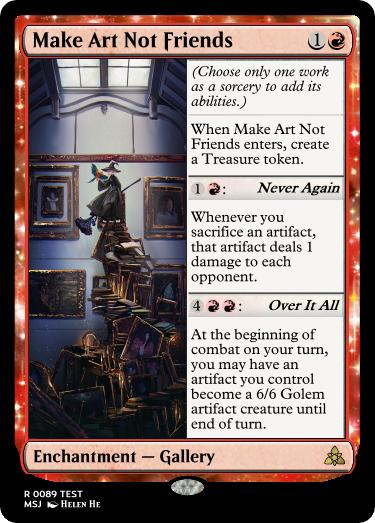 Make Art Not Friends 1
(Choose only one work
as a sorcery to add its
abilities.)
When Make Art Not
Friends enters, create
a Treasure token.
1 : Never Again
Whenever you
sacrifice an artifact,
that artifact deals 1
damage to each
opponent.
4 : Over It All
At the beginning of
combat on your turn,
you may have an
artifact you control
become a 6/6 Golem
artifact creature until
end of turn.
Enchantment — Gallery
R 0089 TEST
MSJ Helen He